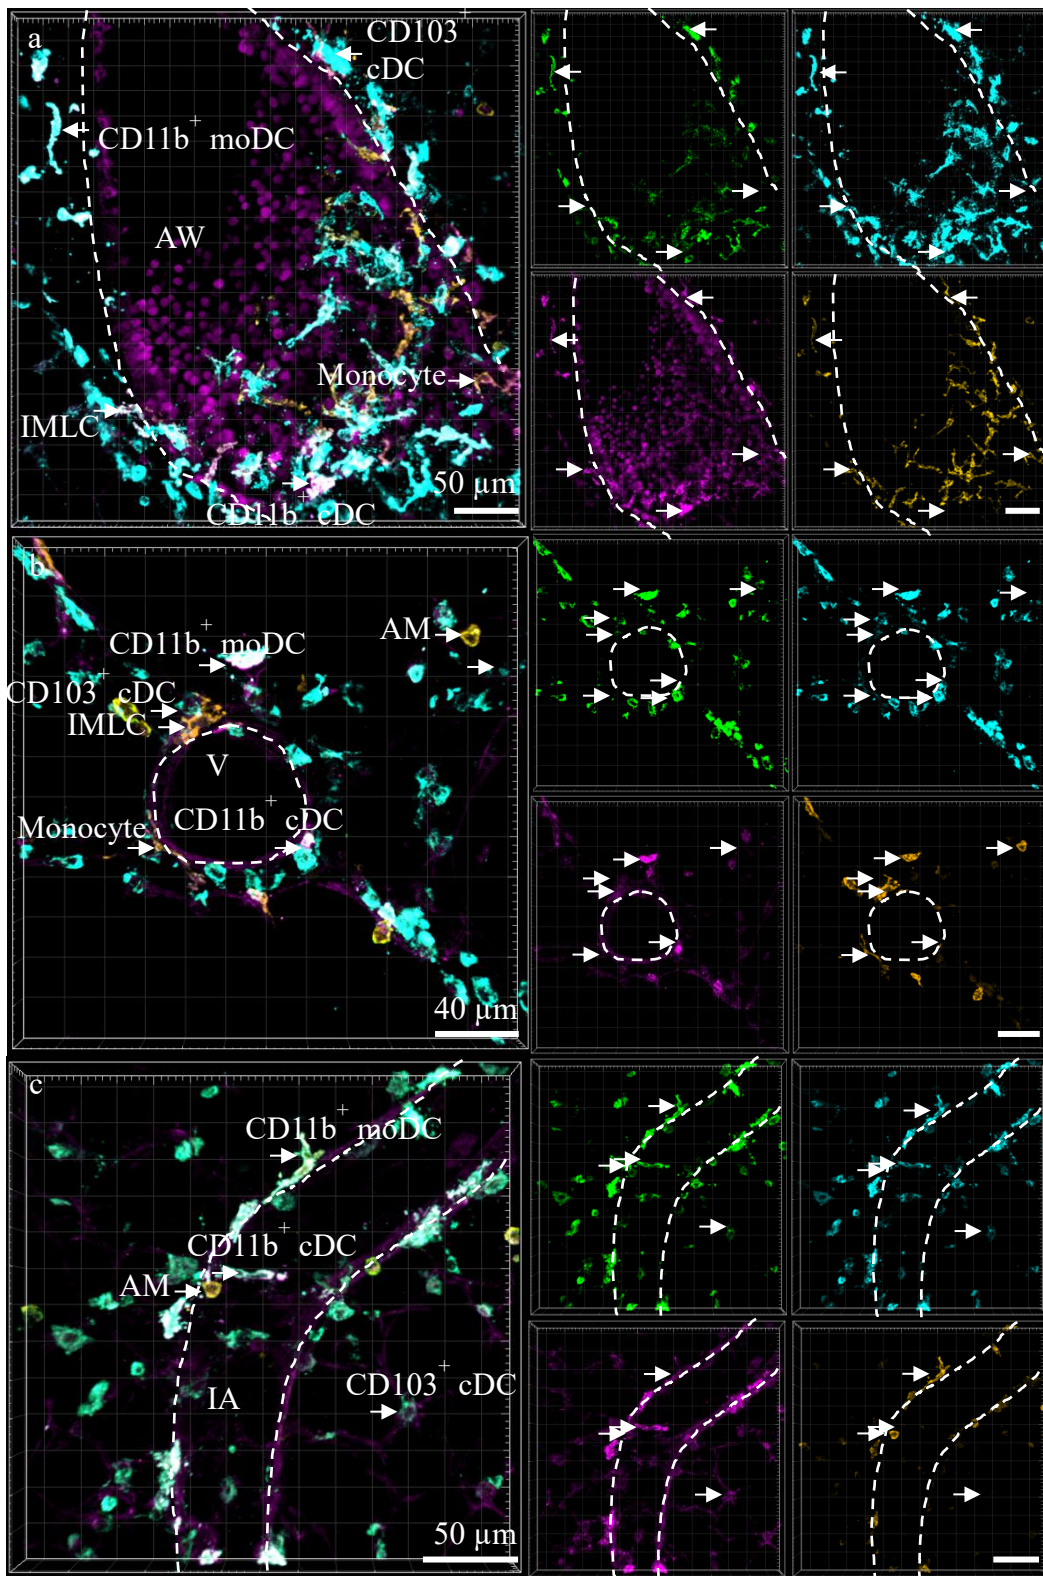 a
CD103+
cDC
CD11b+ moDC
AW
Monocyte
IMLC
50 µm
CD11b+ cDC
b
AM
CD11b+ moDC
CD103+ cDC
IMLC
V
CD11b+ cDC
Monocyte
40 µm
c
CD11b+ moDC
CD11b+ cDC
AM
CD103+ cDC
IA
50 µm